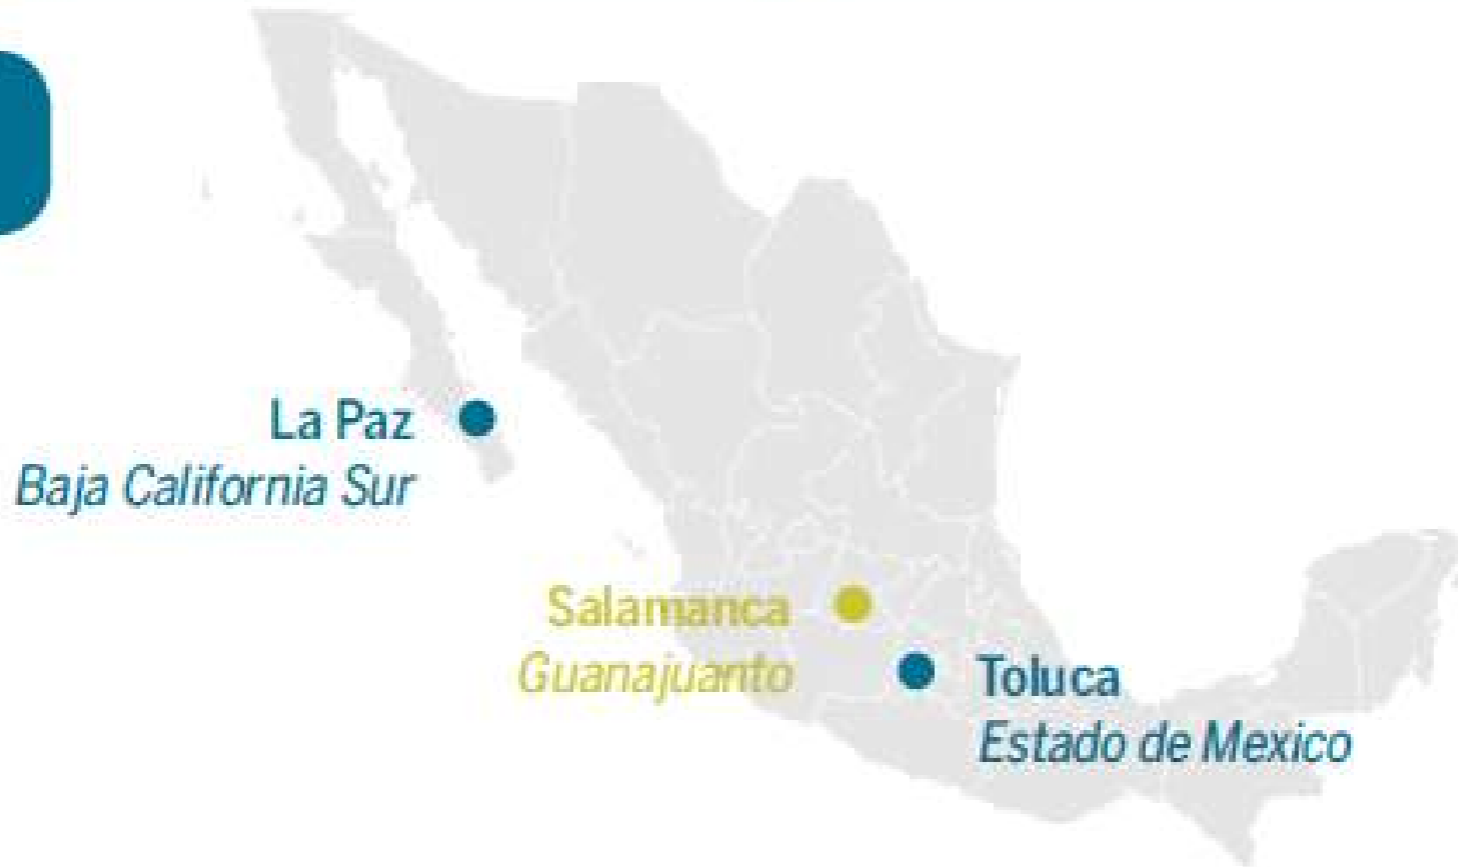 La Paz
Baja California Sur
Salamanca
Guanajuanto
Toluca
Estado de Mexico